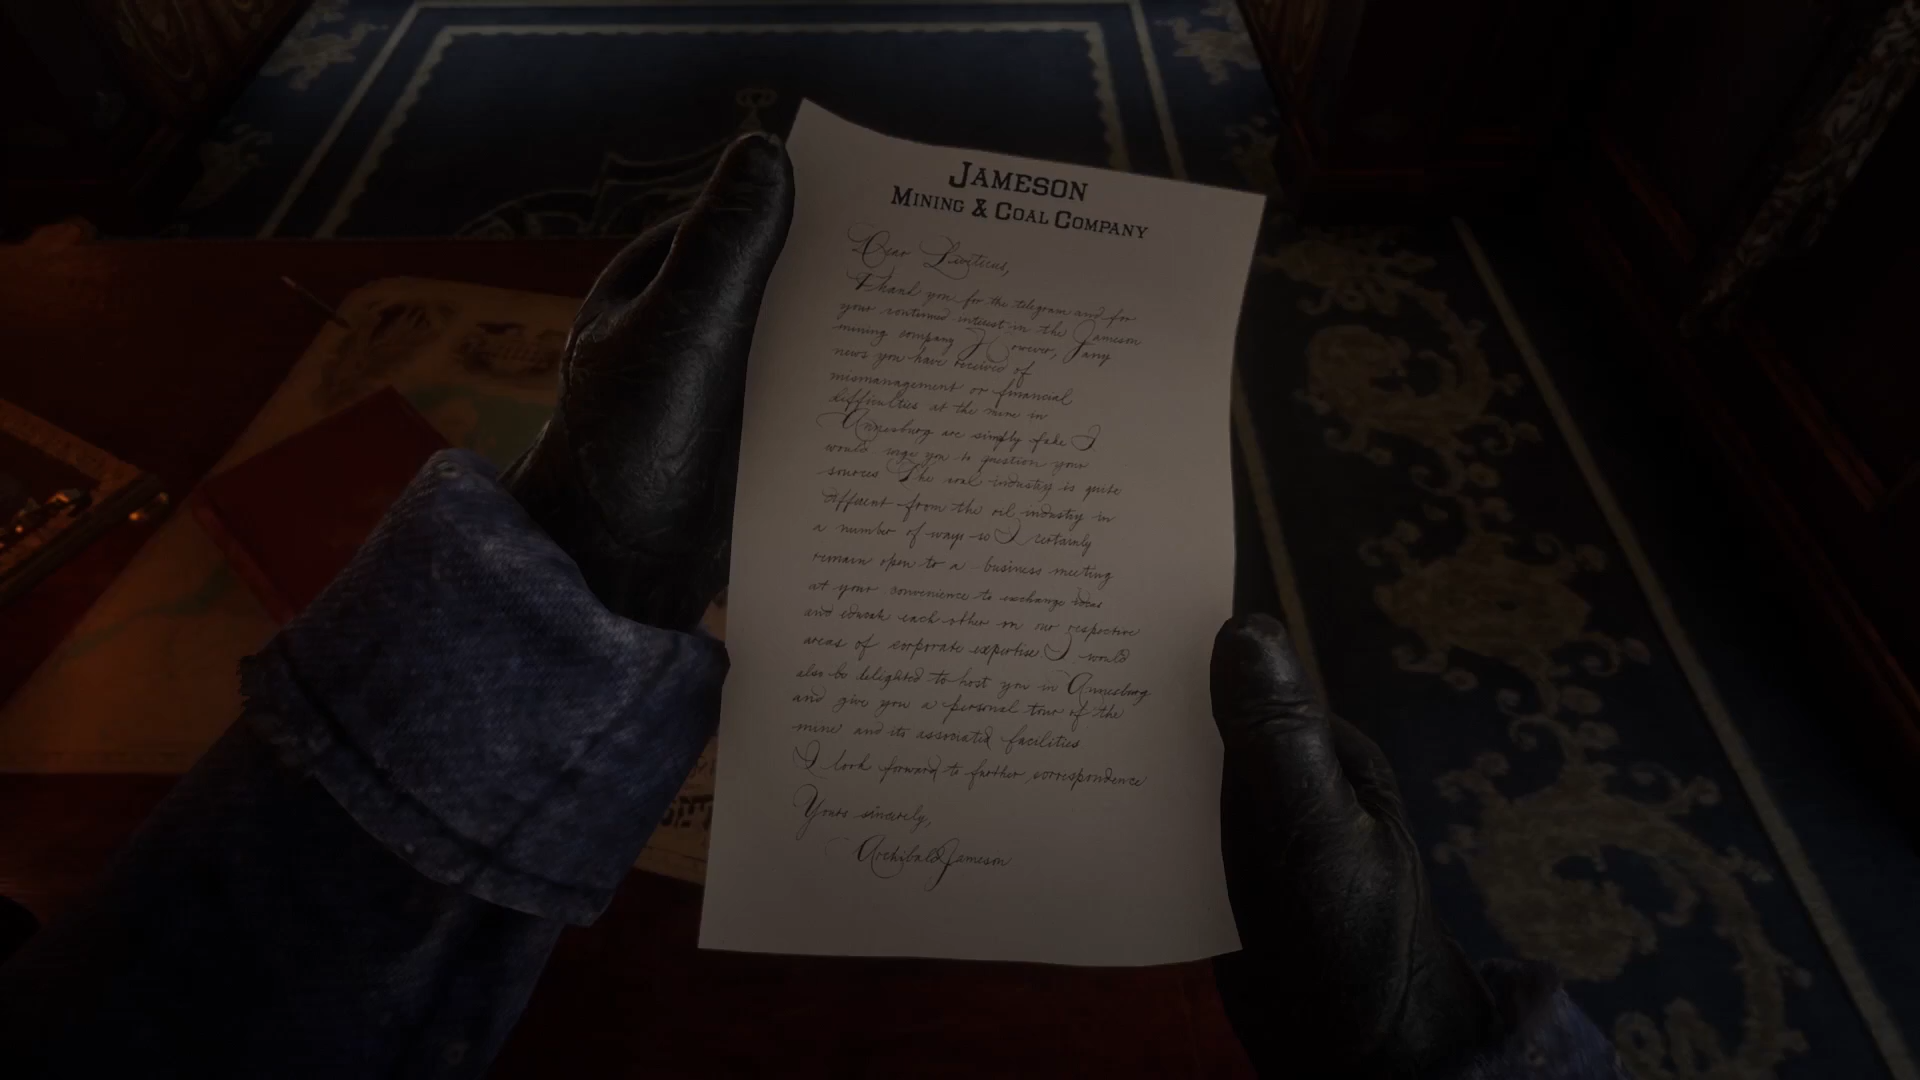 JAMESON
MINING & COAL COMPANY
Dear Leviticus,
Thank you for the telegram and for
your continued interest in the Jameson
mining company However, any
news you have received of
mismanagement or financial
difficulties at the mine in
Annesburg are simply fake I
would urge you to question your
sources The coal industry is quite
different from the oil industry in
a number of ways so I certainly
remain open to a business meeting
at your convenience to exchange ideas
and educate each other on our respective
areas of corporate expertise I would
also be delighted to host you in Annesburg
and give you a personal tour of the
mine and its associated facilities
I look forward to further correspondence
Yours sincerely,
Archibald Jameson